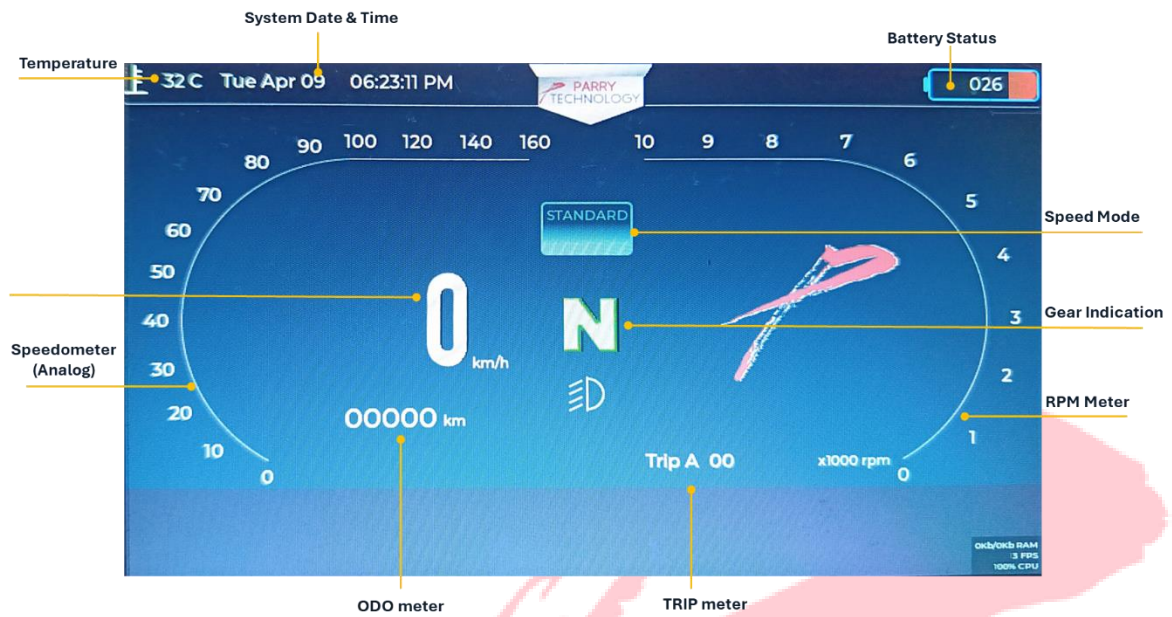 System Date & Time
Battery Status
Temperature
32 C Tue Apr 09 06:23:11 PM
PARRY
TECHNOLOGY
026
90 100 120 140 160
10 9 8 7
80
6
70
5
60
STANDARD
Speed Mode
4
50
0
km/h
N
Gear Indication
40
3
Speedometer
(Analog)
30
2
20
RPM Meter
00000 km
1
10
Trip A 00
x1000 rpm
0
0
0Kb/0Kb RAM
3 FPS
100% CPU
ODO meter
TRIP meter